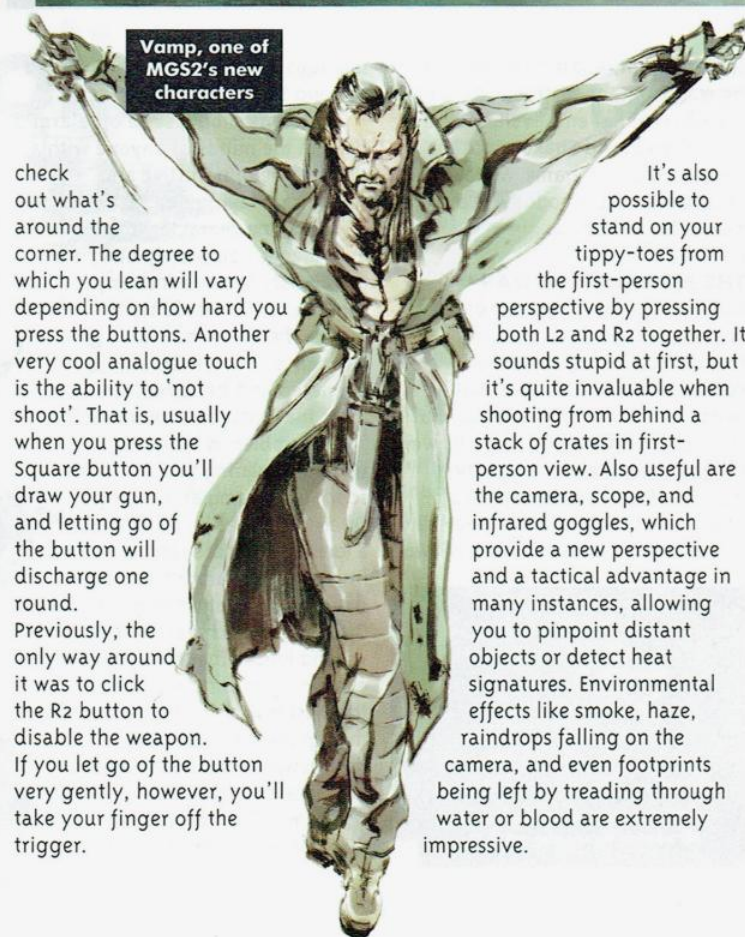 Vamp, one of
MGS2's new
characters
check
out what's
around the
corner. The degree to
which you lean will vary
depending on how hard you
press the buttons. Another
very cool analogue touch
is the ability to 'not
shoot'. That is, usually
when you press the
Square button you'll
draw your gun,
and letting go of
the button will
discharge one
round.
Previously, the
only way around
it was to click
the R2 button to
disable the weapon.
If you let go of the button
very gently, however, you'll
take your finger off the
trigger.
It's also
possible to
stand on your
tippy-toes from
the first-person
perspective by pressing
both L2 and R2 together. It
sounds stupid at first, but
it's quite invaluable when
shooting from behind a
stack of crates in first-
person view. Also useful are
the camera, scope, and
infrared goggles, which
provide a new perspective
and a tactical advantage in
many instances, allowing
you to pinpoint distant
objects or detect heat
signatures. Environmental
effects like smoke, haze,
raindrops falling on the
camera, and even footprints
being left by treading through
water or blood are extremely
impressive.